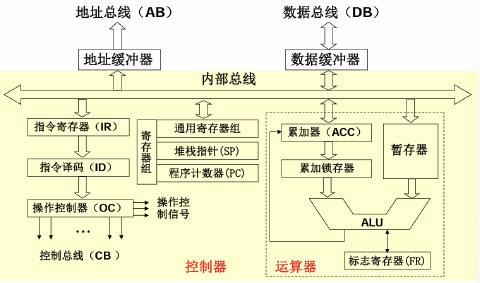 地址总线（AB）
数据总线（DB）
地址缓冲器
数据缓冲器
内部总线
指令寄存器（IR）
指令译码（ID）
操作控制器（OC）
操作控
制信号
…
控制总线（CB）
寄存器组
通用寄存器组
堆栈指针(SP)
程序计数器(PC)
控制器
累加器（ACC）
累加锁存器
暂存器
ALU
标志寄存器(FR)
运算器